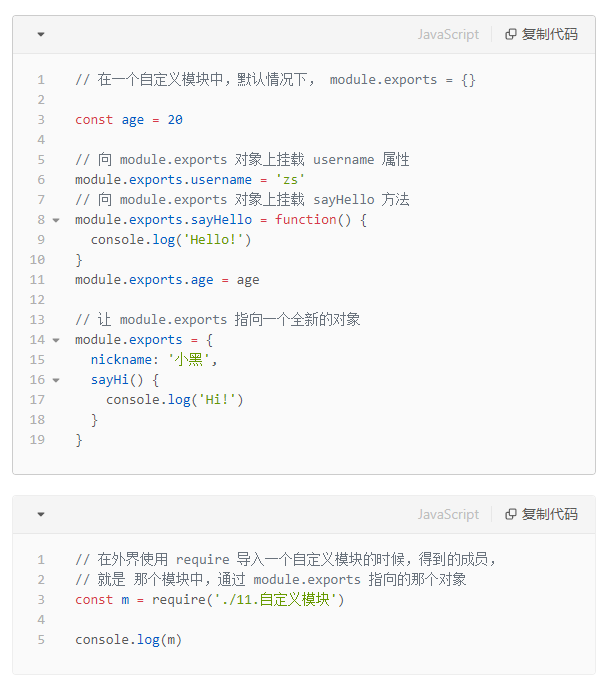 JavaScript 复制代码
1 // 在一个自定义模块中，默认情况下， module.exports = {}
2
3 const age = 20
4
5 // 向 module.exports 对象上挂载 username 属性
6 module.exports.username = 'zs'
7 // 向 module.exports 对象上挂载 sayHello 方法
8 module.exports.sayHello = function() {
9   console.log('Hello!')
10 }
11 module.exports.age = age
12
13 // 让 module.exports 指向一个全新的对象
14 module.exports = {
15   nickname: '小黑',
16   sayHi() {
17     console.log('Hi!')
18   }
19 }
JavaScript 复制代码
1 // 在外界使用 require 导入一个自定义模块的时候，得到的成员，
2 // 就是 那个模块中，通过 module.exports 指向的那个对象
3 const m = require('./11.自定义模块')
4
5 console.log(m)